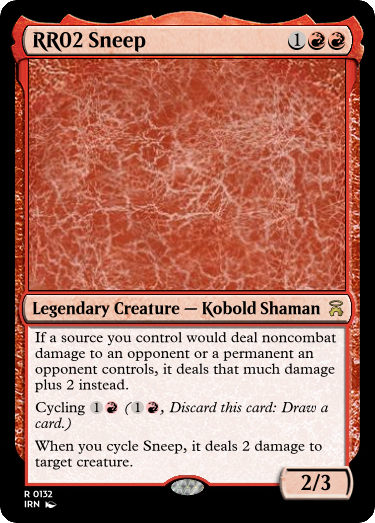 RR02 Sneep 1
Legendary Creature — Kobold Shaman
If a source you control would deal noncombat
damage to an opponent or a permanent an
opponent controls, it deals that much damage
plus 2 instead.
Cycling 1 (1, Discard this card: Draw a
card.)
When you cycle Sneep, it deals 2 damage to
target creature.
2/3
R 0132
IRN